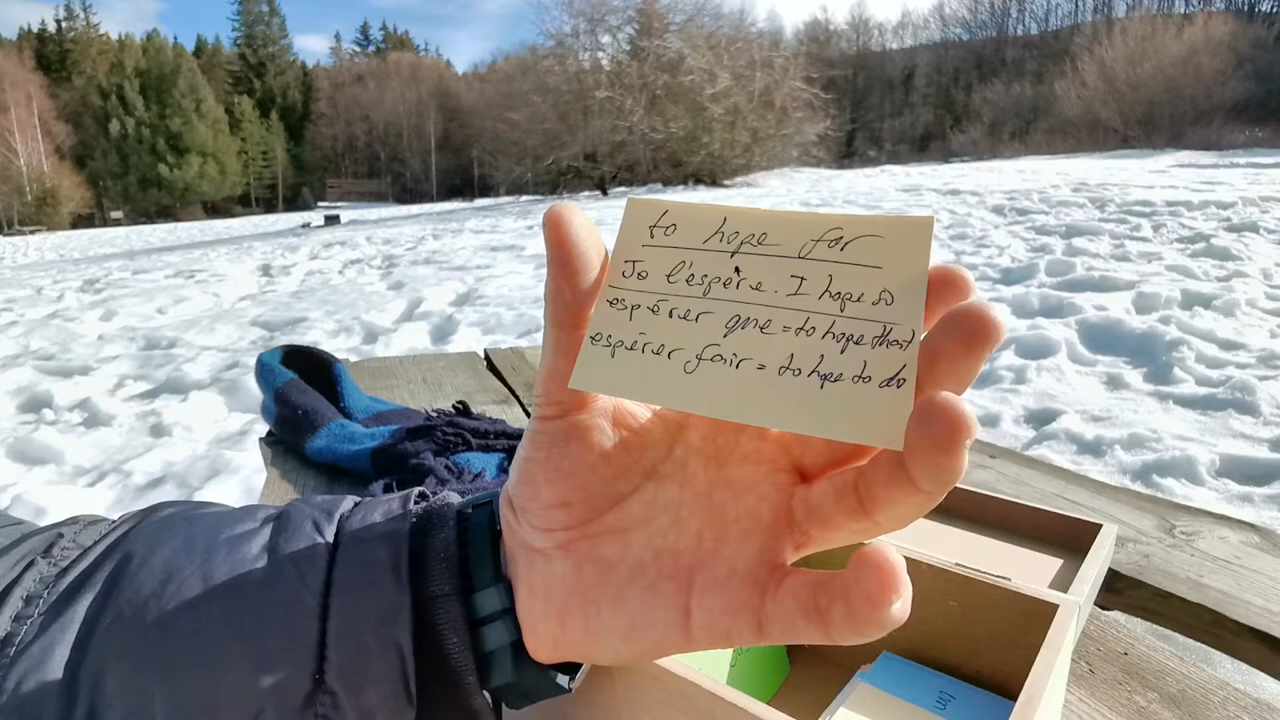 to hope for
Je l'espère. I hope so
espérer que = to hope that
espérer fair = to hope to do